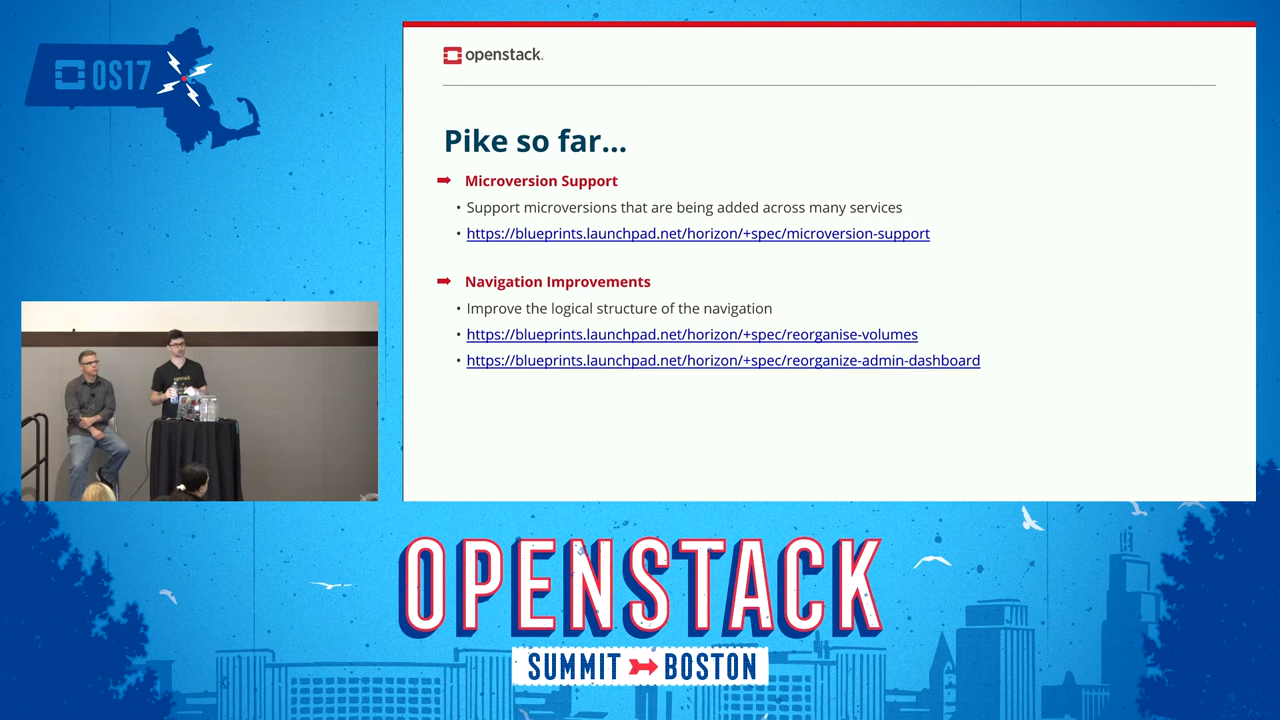 OS17
openstack.
Pike so far...
Microversion Support
• Support microversions that are being added across many services
• https://blueprints.launchpad.net/horizon/+spec/microversion-support
Navigation Improvements
• Improve the logical structure of the navigation
• https://blueprints.launchpad.net/horizon/+spec/reorganise-volumes
• https://blueprints.launchpad.net/horizon/+spec/reorganize-admin-dashboard
openstack
OPENSTACK
SUMMIT BOSTON